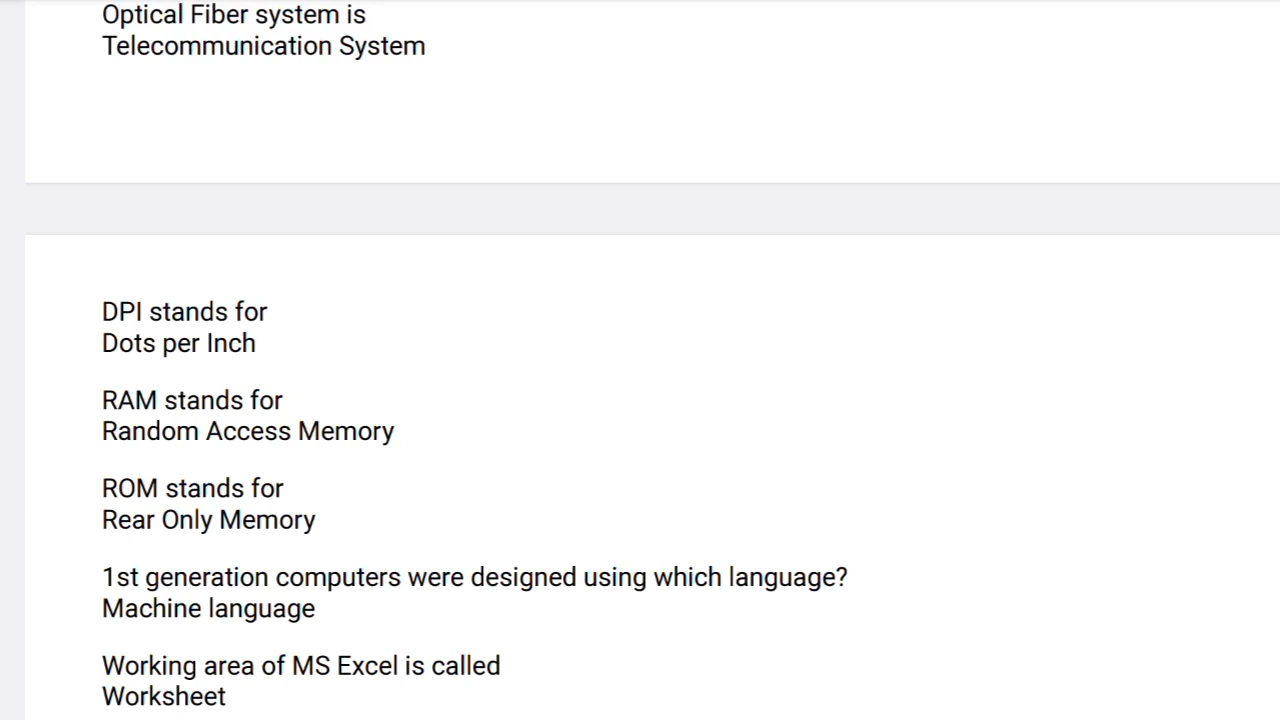 Optical Fiber system is
Telecommunication System
DPI stands for
Dots per Inch
RAM stands for
Random Access Memory
ROM stands for
Rear Only Memory
1st generation computers were designed using which language?
Machine language
Working area of MS Excel is called
Worksheet